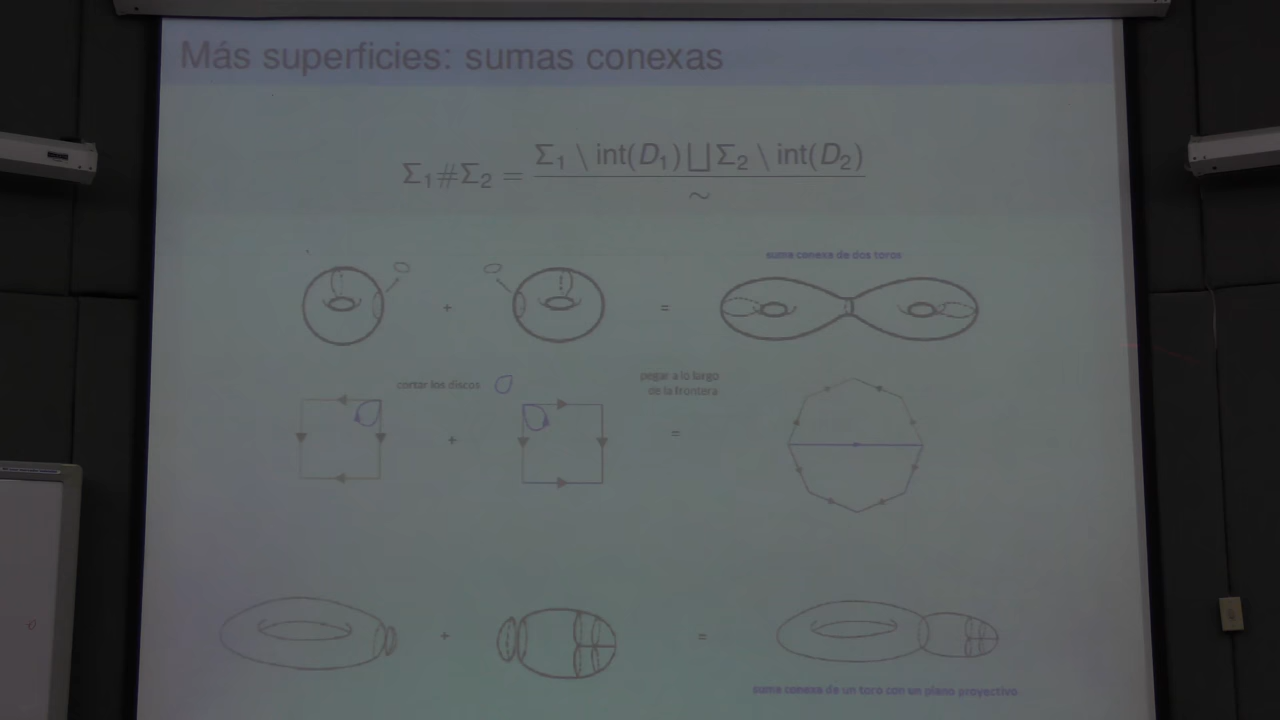 Más superficies: sumas conexas
Σ₁#Σ₂ = Σ₁ \ int(D₁) ⨆ Σ₂ \ int(D₂)
∼
suma conexa de dos toros
+ =
cortar los discos
pegar a lo largo
de la frontera
+ =
+ =
suma conexa de un toro con un plano proyectivo